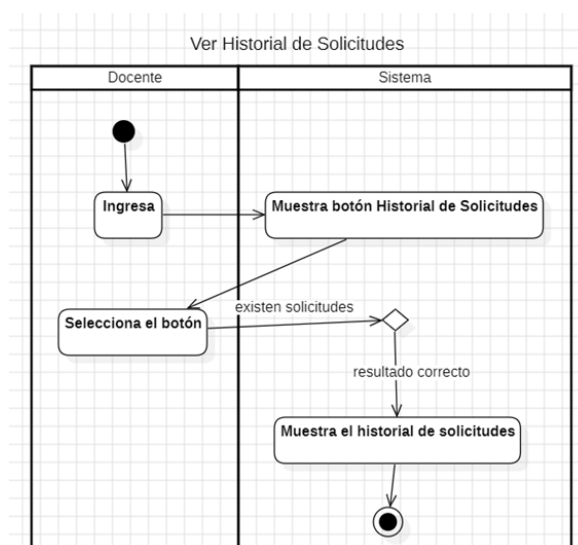 Ver Historial de Solicitudes
Docente
Sistema
Ingresa
Muestra botón Historial de Solicitudes
Selecciona el botón
existen solicitudes
resultado correcto
Muestra el historial de solicitudes